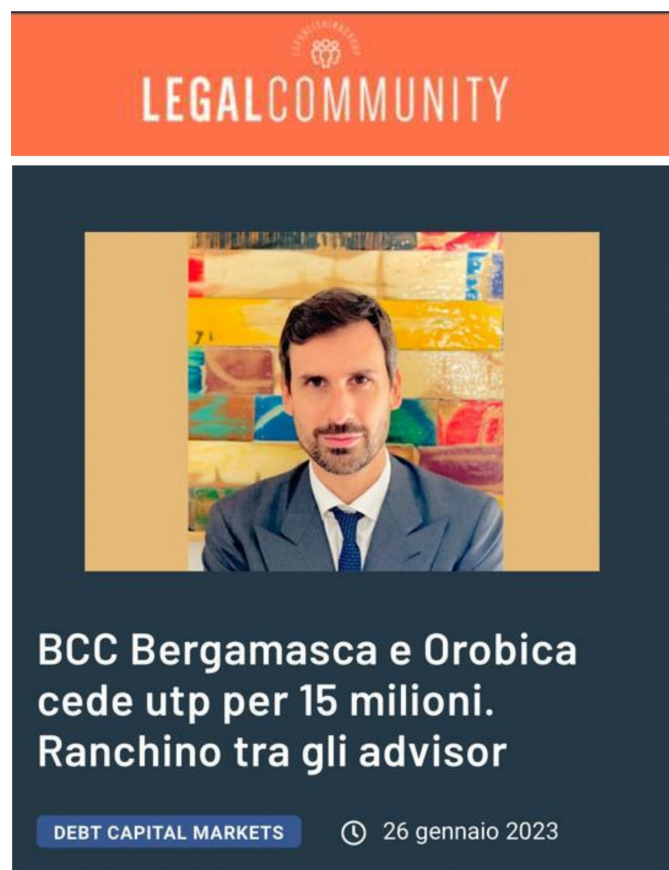 LEGALCOMMUNITY
BCC Bergamasca e Orobica
cede utp per 15 milioni.
Ranchino tra gli advisor
DEBT CAPITAL MARKETS
26 gennaio 2023